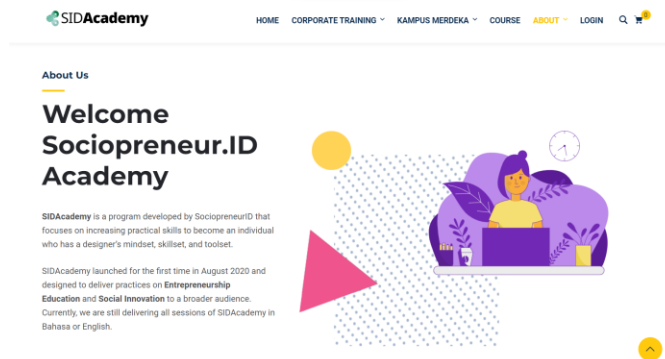 SIDAcademy
HOME CORPORATE TRAINING KAMPUS MERDEKA COURSE ABOUT LOGIN 0
About Us
Welcome
Sociopreneur.ID
Academy
SIDAcademy is a program developed by SociopreneurID that
focuses on increasing practical skills to become an individual
who has a designer's mindset, skillset, and toolset.
SIDAcademy launched for the first time in August 2020 and
designed to deliver practices on Entrepreneurship
Education and Social Innovation to a broader audience.
Currently, we are still delivering all sessions of SIDAcademy in
Bahasa or English.